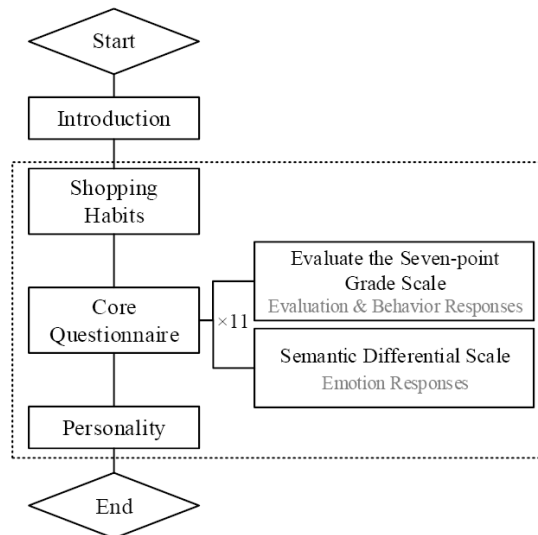 Start
Introduction
Shopping
Habits
Core
Questionnaire
×11
Evaluate the Seven-point
Grade Scale
Evaluation & Behavior Responses
Semantic Differential Scale
Emotion Responses
Personality
End